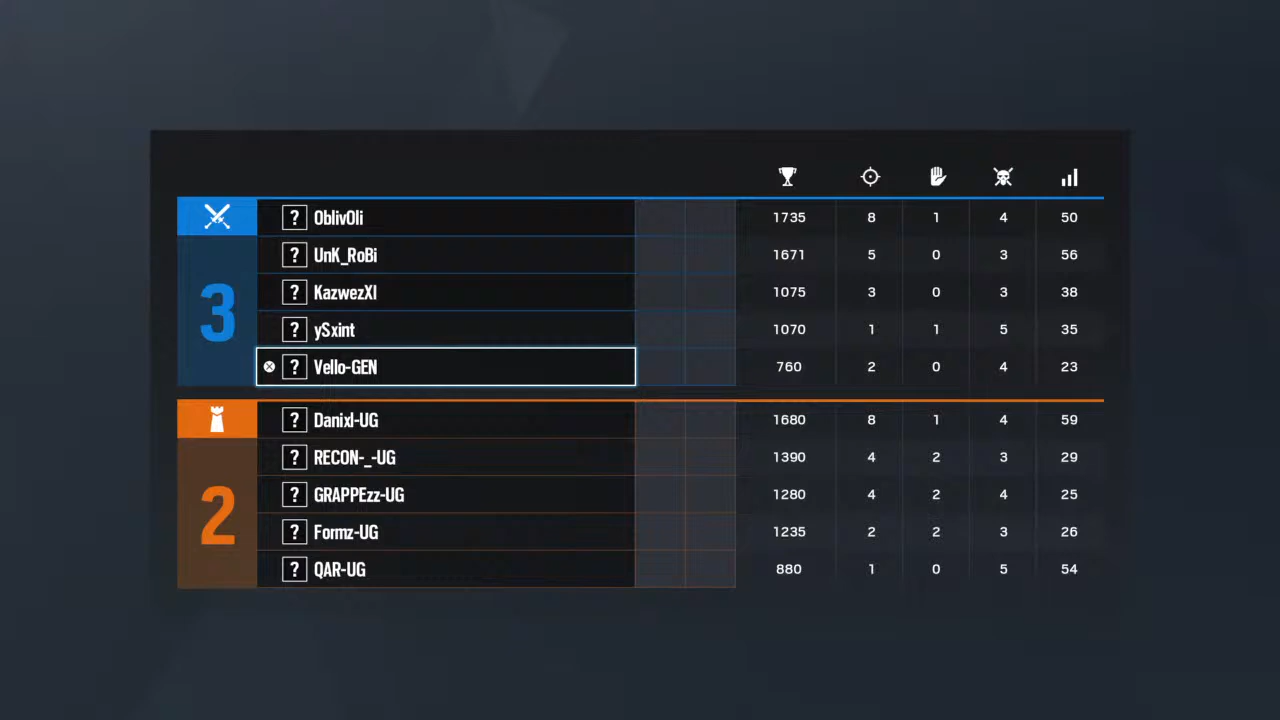 ? OblivOli 1735 8 1 4 50
? UnK_RoBi 1671 5 0 3 56
3
? KazwezXI 1075 3 0 3 38
? ySxint 1070 1 1 5 35
? Vello-GEN 760 2 0 4 23
? Danixl-UG 1680 8 1 4 59
? RECON-_-UG 1390 4 2 3 29
2
? GRAPPEzz-UG 1280 4 2 4 25
? Formz-UG 1235 2 2 3 26
? QAR-UG 880 1 0 5 54